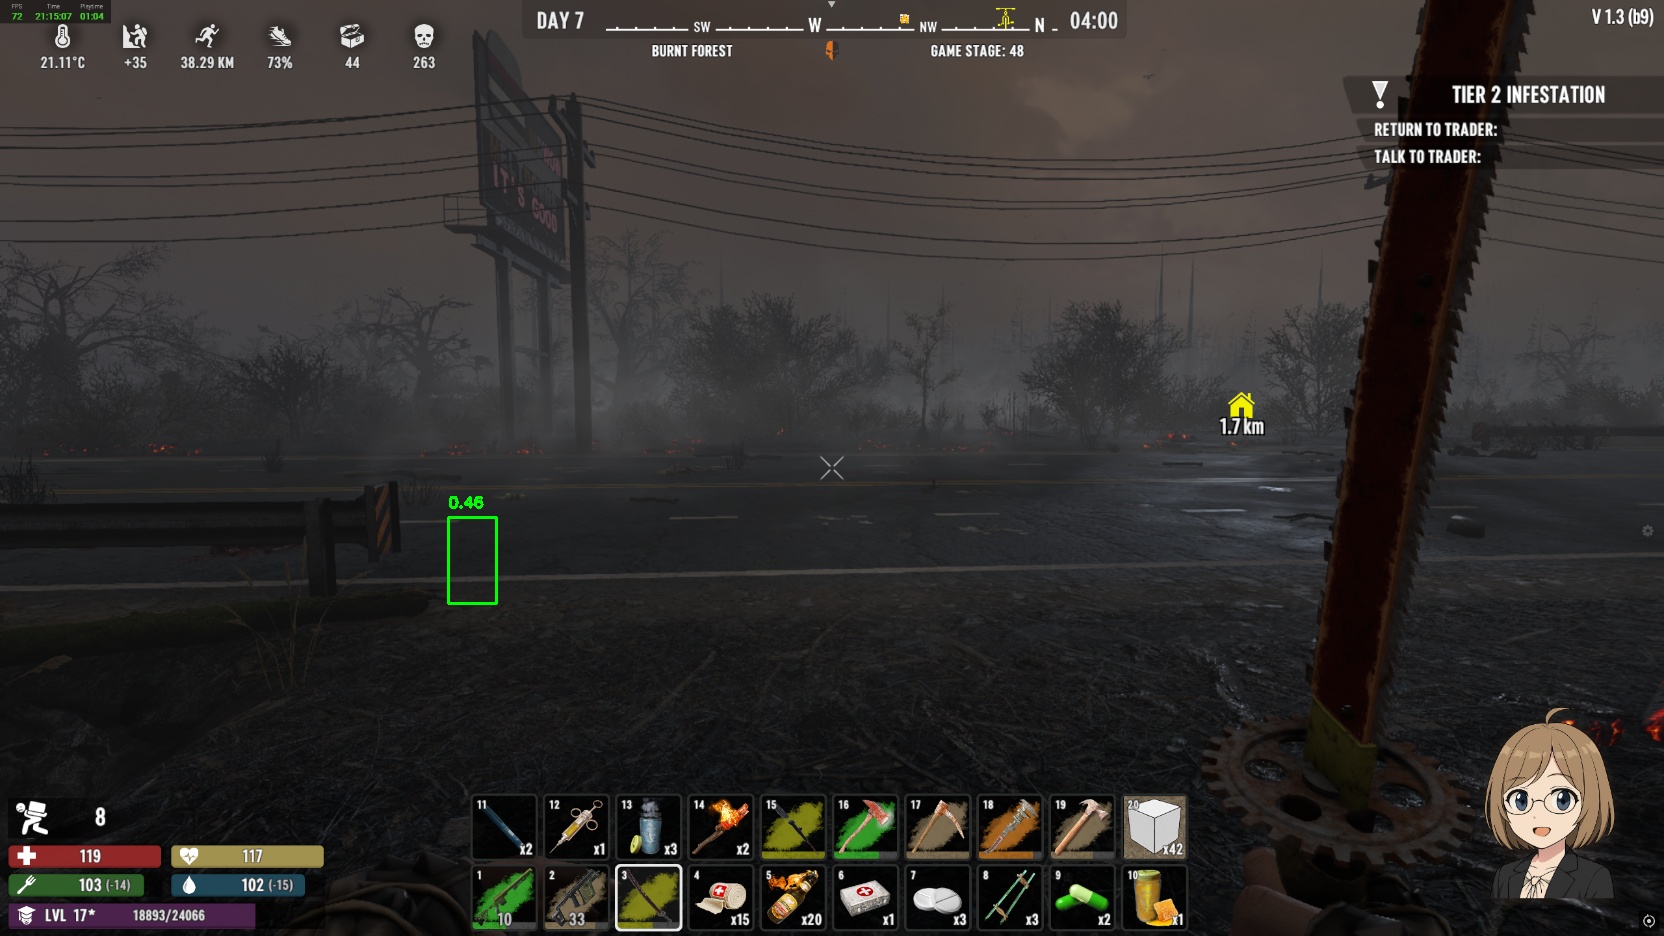 FPS Time Playtime
72 21:15:07 01:04
DAY 7
SW W NW N
04:00
V 1.3 (b9)
21.11°C +35 38.29 KM 73% 44 263
BURNT FOREST
GAME STAGE: 48
TIER 2 INFESTATION
RETURN TO TRADER:
TALK TO TRADER:
IT'S GOOD
1.7 km
0.46
8
119 117
103 (-14) 102 (-15)
LVL 17* 18893/24066
11 12 13 14 15 16 17 18 19 20
x2 x1 x3 x2 x42
1 2 3 4 5 6 7 8 9 10
10 33 x15 x20 x1 x3 x3 x2 x1